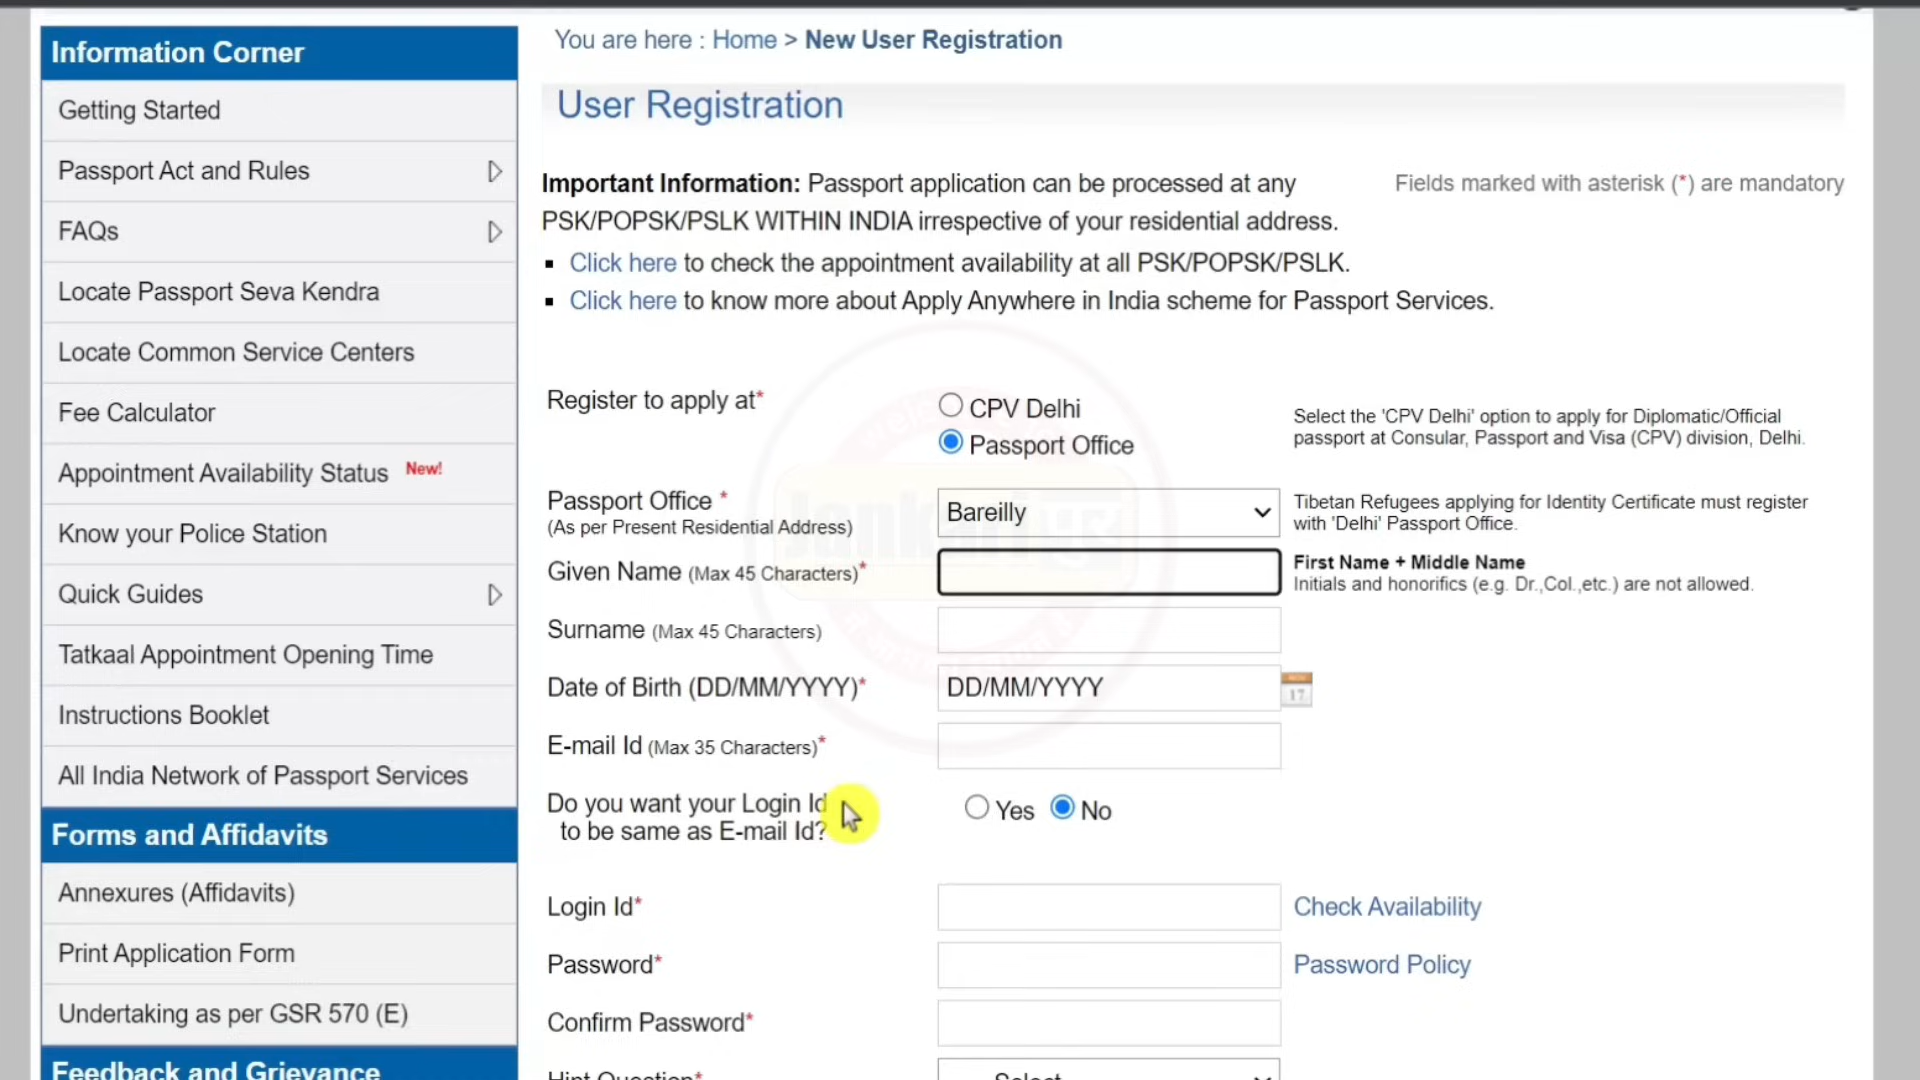 Information Corner
Getting Started
Passport Act and Rules
FAQs
Locate Passport Seva Kendra
Locate Common Service Centers
Fee Calculator
Appointment Availability Status New!
Know your Police Station
Quick Guides
Tatkaal Appointment Opening Time
Instructions Booklet
All India Network of Passport Services
Forms and Affidavits
Annexures (Affidavits)
Print Application Form
Undertaking as per GSR 570 (E)
Feedback and Grievance
You are here : Home > New User Registration
User Registration
Important Information: Passport application can be processed at any
PSK/POPSK/PSLK WITHIN INDIA irrespective of your residential address.
Fields marked with asterisk (*) are mandatory
▪ Click here to check the appointment availability at all PSK/POPSK/PSLK.
▪ Click here to know more about Apply Anywhere in India scheme for Passport Services.
Register to apply at*
CPV Delhi
Passport Office
Select the 'CPV Delhi' option to apply for Diplomatic/Official
passport at Consular, Passport and Visa (CPV) division, Delhi.
Passport Office *
(As per Present Residential Address)
Bareilly
Tibetan Refugees applying for Identity Certificate must register
with 'Delhi' Passport Office.
Given Name (Max 45 Characters)*
First Name + Middle Name
Initials and honorifics (e.g. Dr.,Col.,etc.) are not allowed.
Surname (Max 45 Characters)
Date of Birth (DD/MM/YYYY)*
DD/MM/YYYY
17
E-mail Id (Max 35 Characters)*
Do you want your Login Id
to be same as E-mail Id?
Yes No
Login Id*
Check Availability
Password*
Password Policy
Confirm Password*
Hint Question*
Select
Jankari गुरु